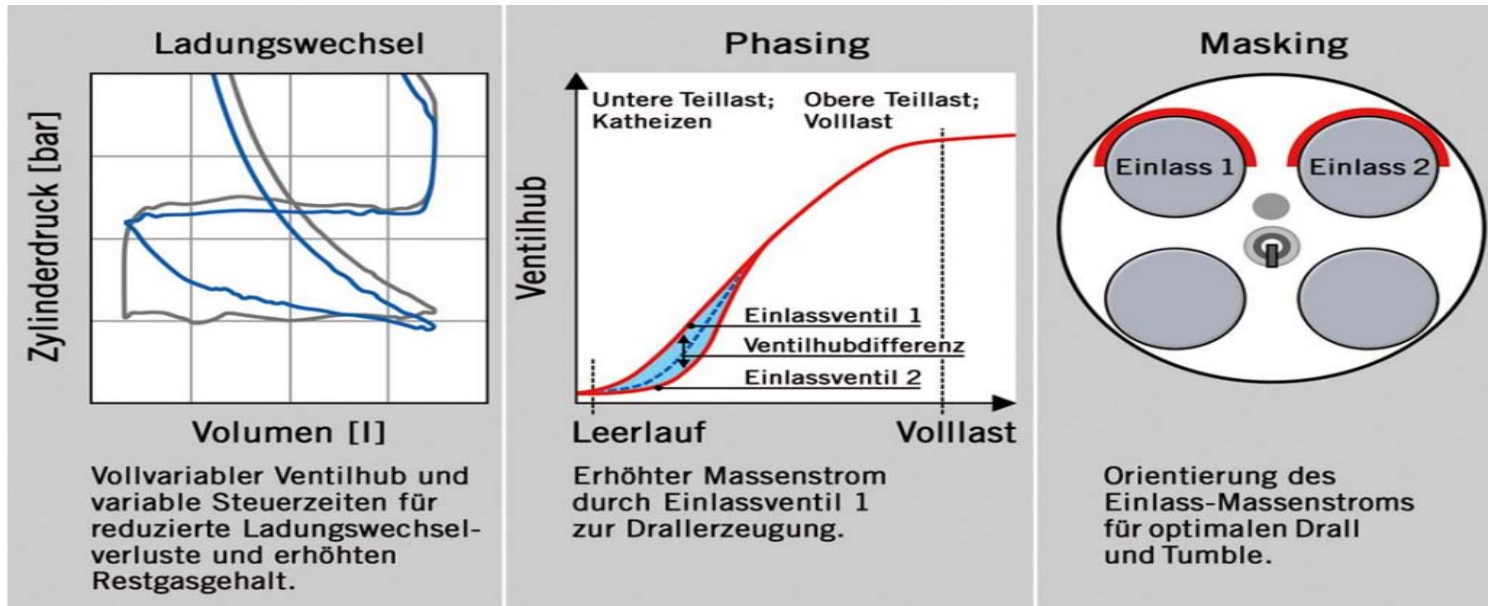 Ladungswechsel
Zylinderdruck [bar]
Volumen [l]
Vollvariabler Ventilhub und
variable Steuerzeiten für
reduzierte Ladungswechsel-
verluste und erhöhten
Restgasgehalt.
Phasing
Ventilhub
Untere Teillast;
Katheizen
Obere Teillast;
Volllast
Einlassventil 1
Ventilhubdifferenz
Einlassventil 2
Leerlauf
Volllast
Erhöhter Massenstrom
durch Einlassventil 1
zur Drallerzeugung.
Masking
Einlass 1
Einlass 2
Orientierung des
Einlass-Massenstroms
für optimalen Drall
und Tumble.